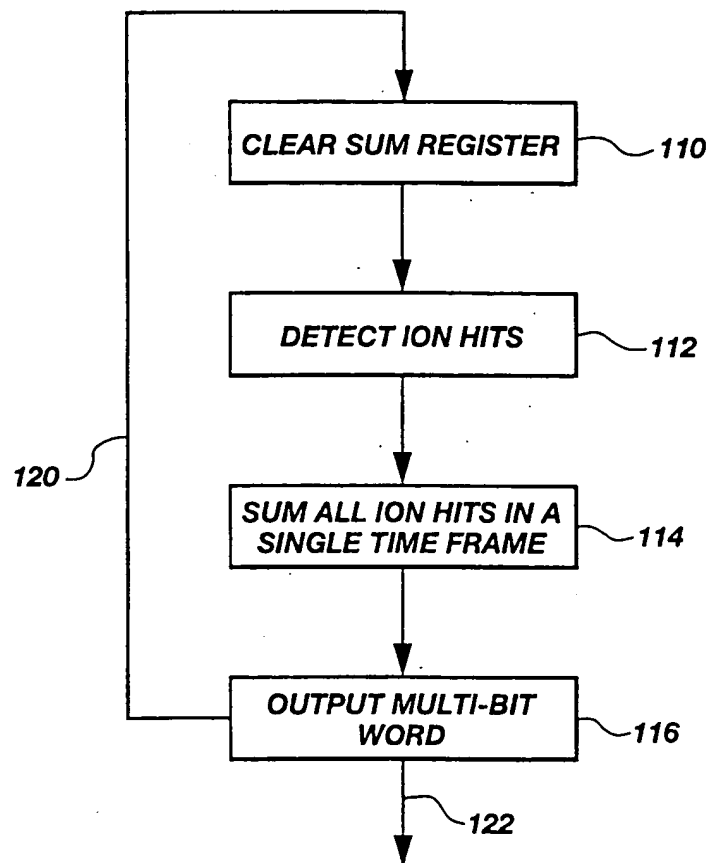 CLEAR SUM REGISTER
110
DETECT ION HITS
112
120
SUM ALL ION HITS IN A
SINGLE TIME FRAME
114
OUTPUT MULTI-BIT
WORD
116
122